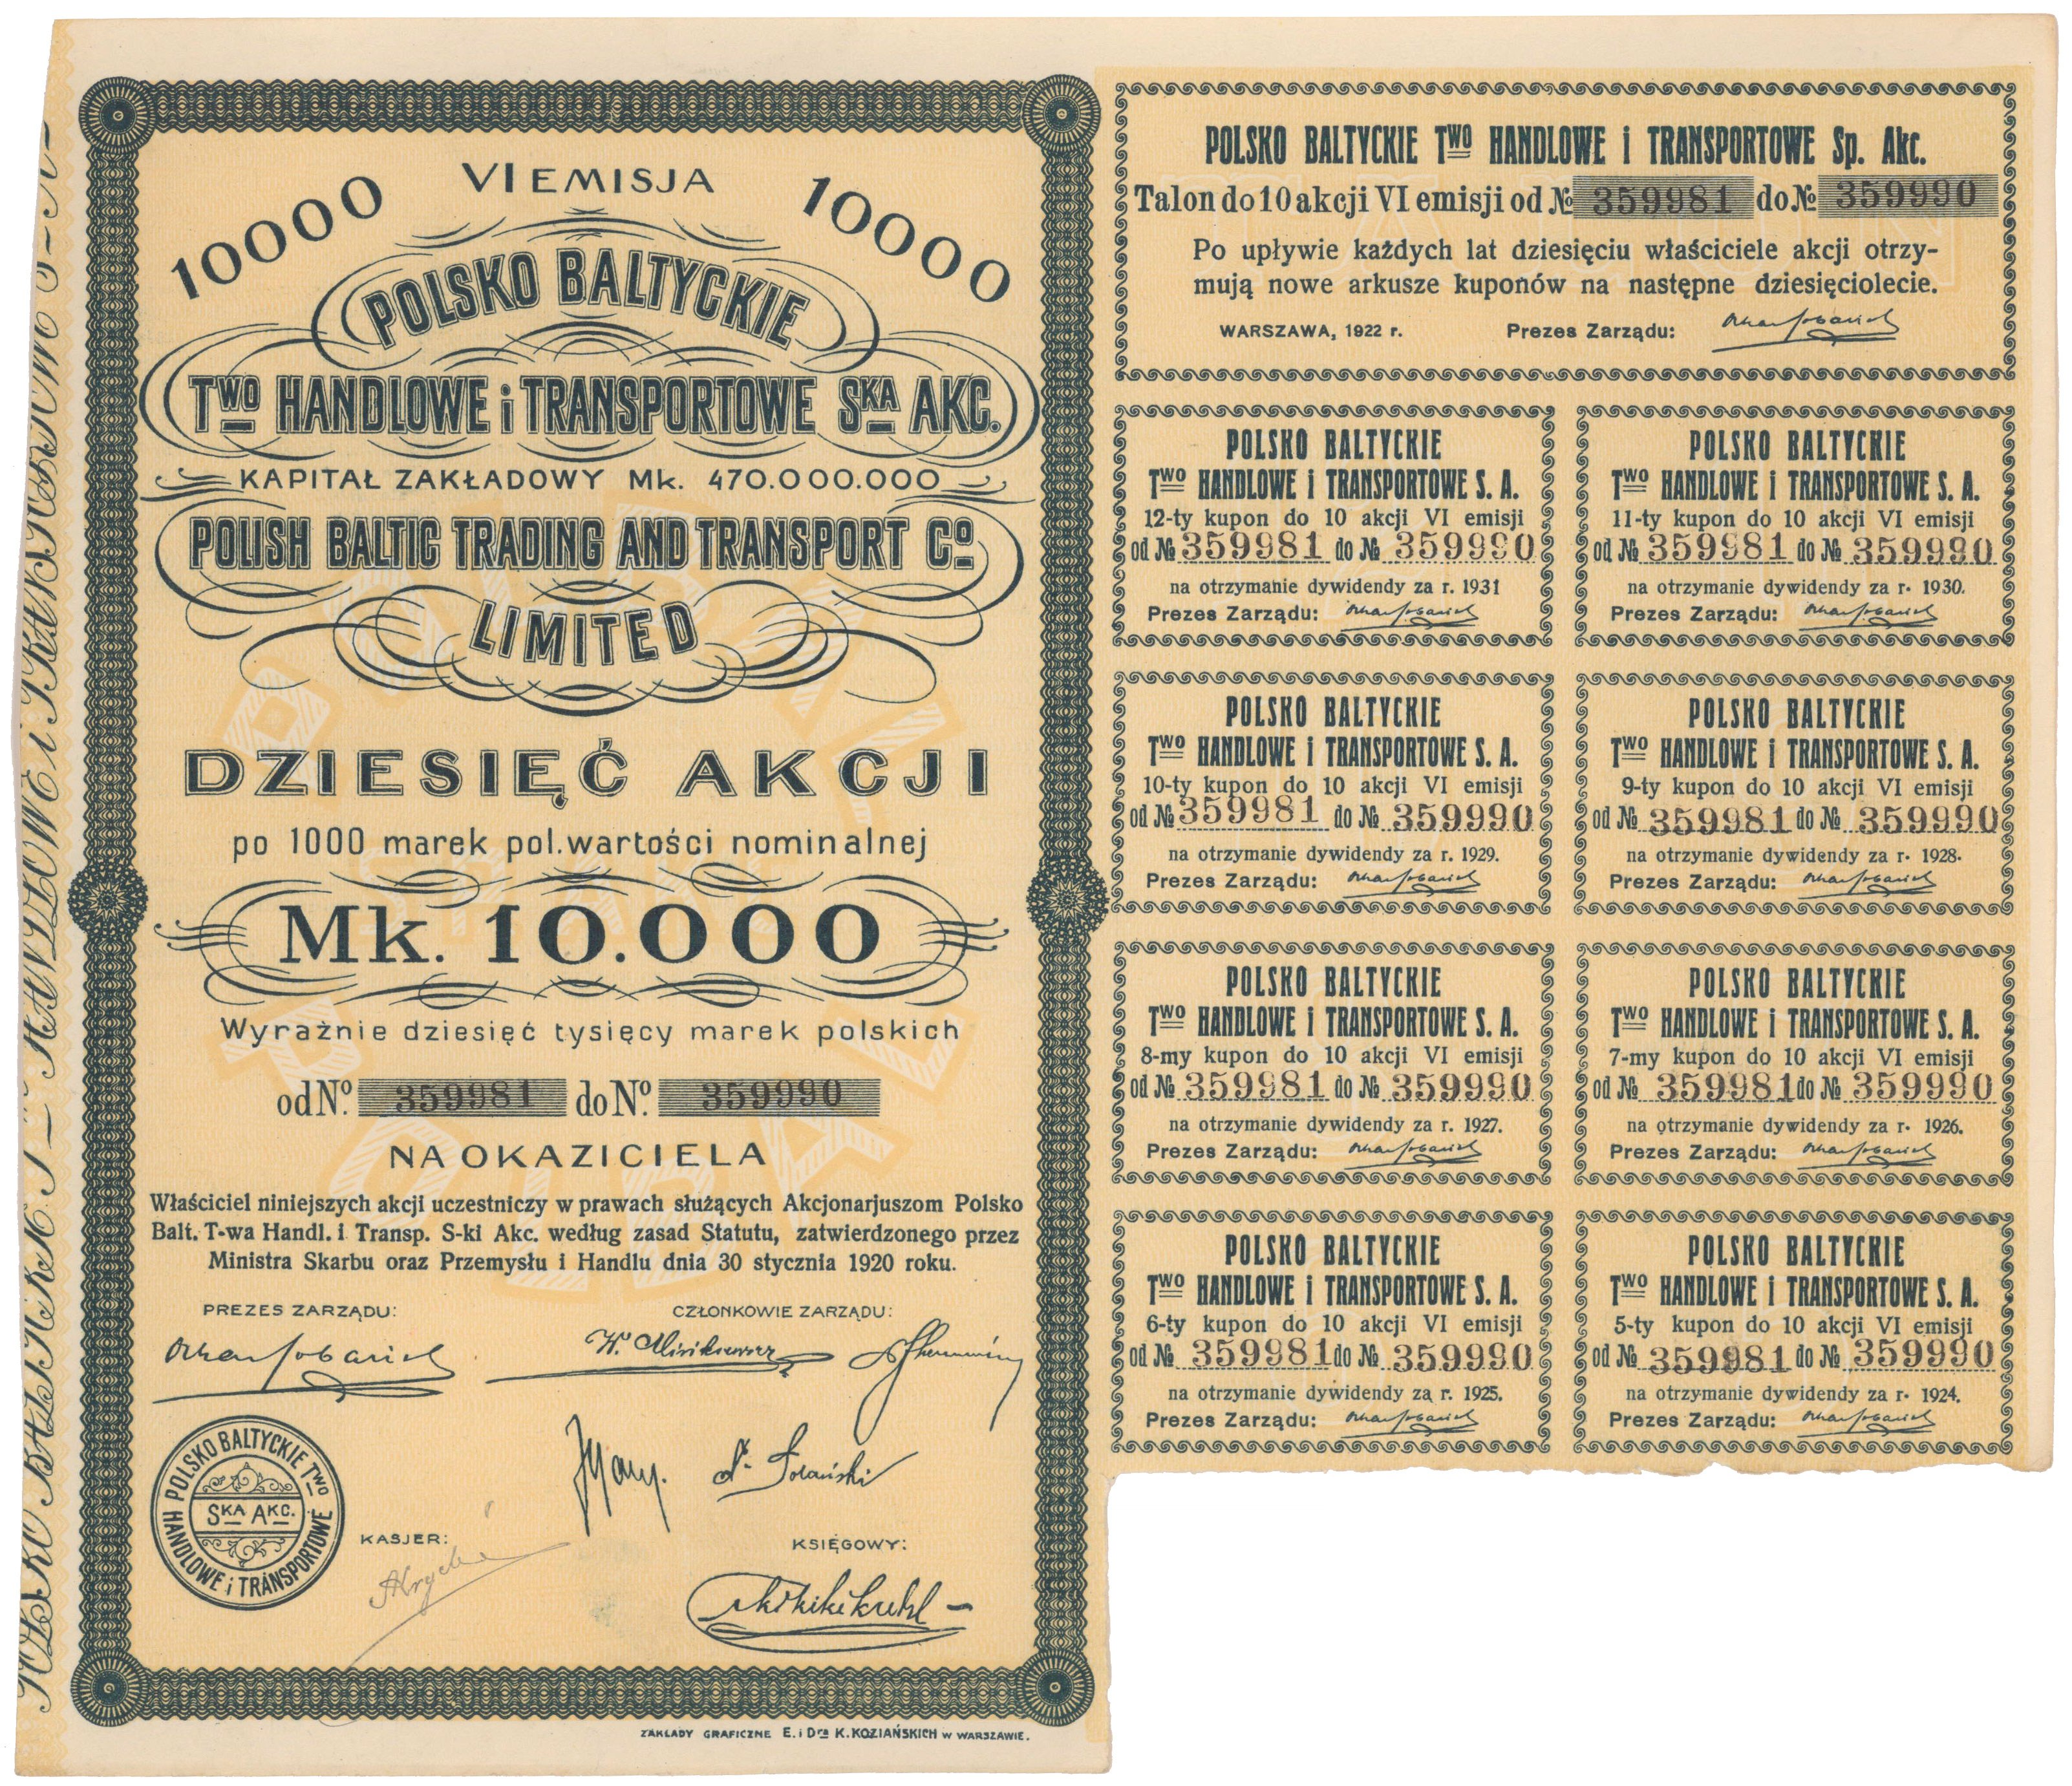 VI EMISJA
10000
10000
POLSKO BALTYCKIE
TWO HANDLOWE i TRANSPORTOWE SKA AKC.
KAPITAŁ ZAKŁADOWY Mk. 470.000.000
POLISH BALTIC TRADING AND TRANSPORT Co
LIMITED
DZIESIĘĆ AKCJI
po 1000 marek pol. wartości nominalnej
Mk. 10.000
Wyraźnie dziesięć tysięcy marek polskich
od No. 359981 do No. 359990
NA OKAZICIELA
Właściciel niniejszych akcji uczestniczy w prawach służących Akcjonarjuszom Polsko
Balt. T-wa Handl. i Transp. S-ki Akc. według zasad Statutu, zatwierdzonego przez
Ministra Skarbu oraz Przemysłu i Handlu dnia 30 stycznia 1920 roku.
PREZES ZARZĄDU:
CZŁONKOWIE ZARZĄDU:
POLSKO BALTYCKIE TWO
HANDLOWE i TRANSPORTOWE
SKA AKC.
KASJER:
KSIĘGOWY:
ZAKŁADY GRAFICZNE E. i Dra K. KOZIAŃSKICH W WARSZAWIE.
POLSKO BALTYCKIE TWO HANDLOWE i TRANSPORTOWE Sp. Akc.
Talon do 10 akcji VI emisji od № 359981 do № 359990
Po upływie każdych lat dziesięciu właściciele akcji otrzy-
mują nowe arkusze kuponów na następne dziesięciolecie.
WARSZAWA, 1922 r. Prezes Zarządu:
POLSKO BALTYCKIE
TWO HANDLOWE i TRANSPORTOWE S. A.
12-ty kupon do 10 akcji VI emisji
od № 359981 do № 359990
na otrzymanie dywidendy za r. 1931
Prezes Zarządu:
POLSKO BALTYCKIE
TWO HANDLOWE i TRANSPORTOWE S. A.
11-ty kupon do 10 akcji VI emisji
od № 359981 do № 359990
na otrzymanie dywidendy za r. 1930.
Prezes Zarządu:
POLSKO BALTYCKIE
TWO HANDLOWE i TRANSPORTOWE S. A.
10-ty kupon do 10 akcji VI emisji
od № 359981 do № 359990
na otrzymanie dywidendy za r. 1929.
Prezes Zarządu:
POLSKO BALTYCKIE
TWO HANDLOWE i TRANSPORTOWE S. A.
9-ty kupon do 10 akcji VI emisji
od № 359981 do № 359990
na otrzymanie dywidendy za r. 1928.
Prezes Zarządu:
POLSKO BALTYCKIE
TWO HANDLOWE i TRANSPORTOWE S. A.
8-my kupon do 10 akcji VI emisji
od № 359981 do № 359990
na otrzymanie dywidendy za r. 1927.
Prezes Zarządu:
POLSKO BALTYCKIE
TWO HANDLOWE i TRANSPORTOWE S. A.
7-my kupon do 10 akcji VI emisji
od № 359981 do № 359990
na otrzymanie dywidendy za r. 1926.
Prezes Zarządu:
POLSKO BALTYCKIE
TWO HANDLOWE i TRANSPORTOWE S. A.
6-ty kupon do 10 akcji VI emisji
od № 359981 do № 359990
na otrzymanie dywidendy za r. 1925.
Prezes Zarządu:
POLSKO BALTYCKIE
TWO HANDLOWE i TRANSPORTOWE S. A.
5-ty kupon do 10 akcji VI emisji
od № 359981 do № 359990
na otrzymanie dywidendy za r. 1924.
Prezes Zarządu: